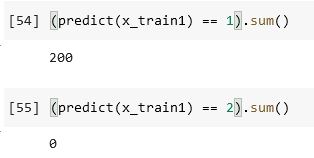 [54] (predict(x_train1) == 1).sum()
200
[55] (predict(x_train1) == 2).sum()
0